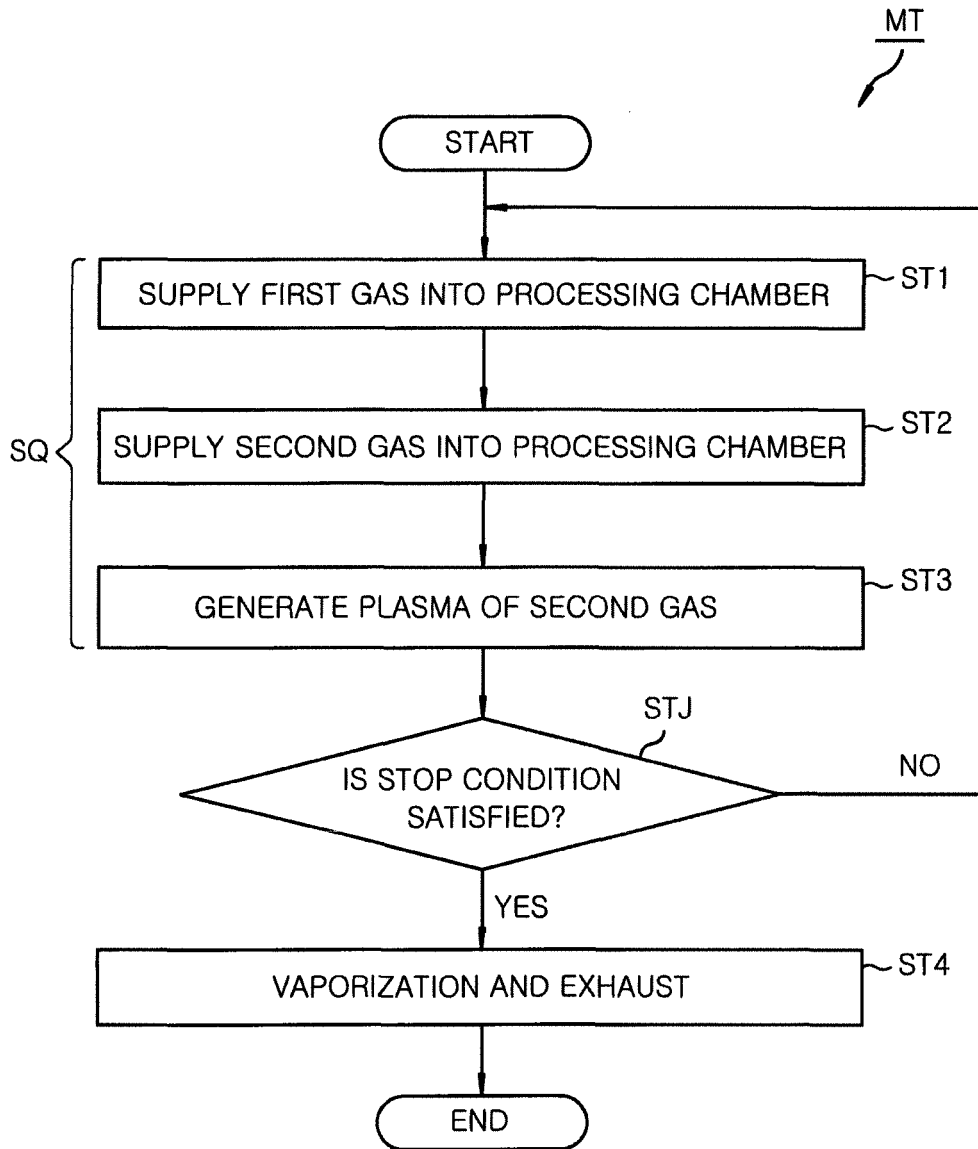 MT
START
SUPPLY FIRST GAS INTO PROCESSING CHAMBER
ST1
SQ
SUPPLY SECOND GAS INTO PROCESSING CHAMBER
ST2
GENERATE PLASMA OF SECOND GAS
ST3
STJ
IS STOP CONDITION
SATISFIED?
NO
YES
VAPORIZATION AND EXHAUST
ST4
END